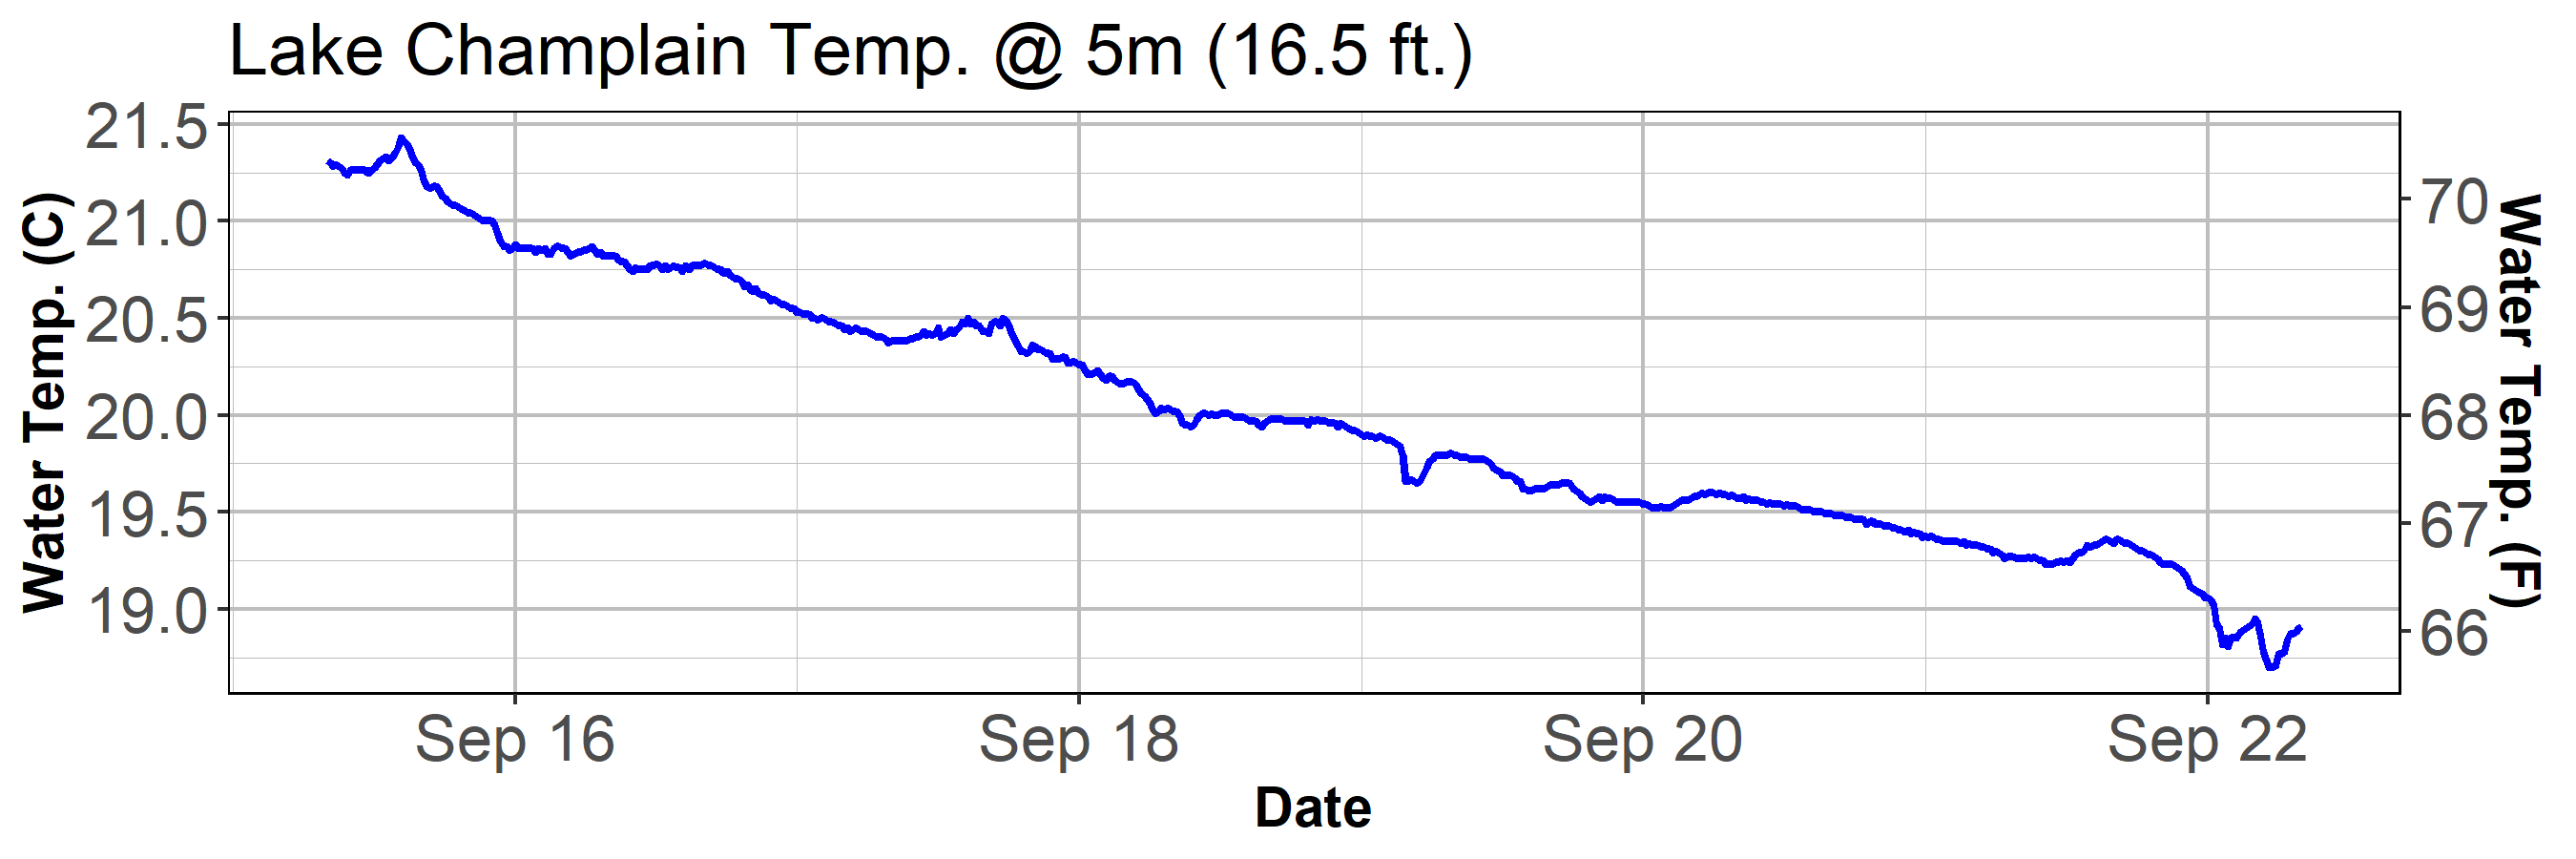 Lake Champlain Temp. @ 5m (16.5 ft.)
Water Temp. (C)
21.5
21.0
20.5
20.0
19.5
19.0
70
69
68
67
66
Water Temp. (F)
Sep 16
Sep 18
Sep 20
Sep 22
Date